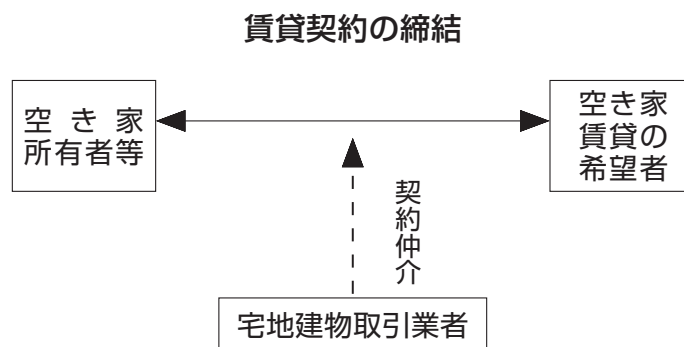 賃貸契約の締結
空き家
所有者等
空き家
賃貸の
希望者
契約仲介
宅地建物取引業者